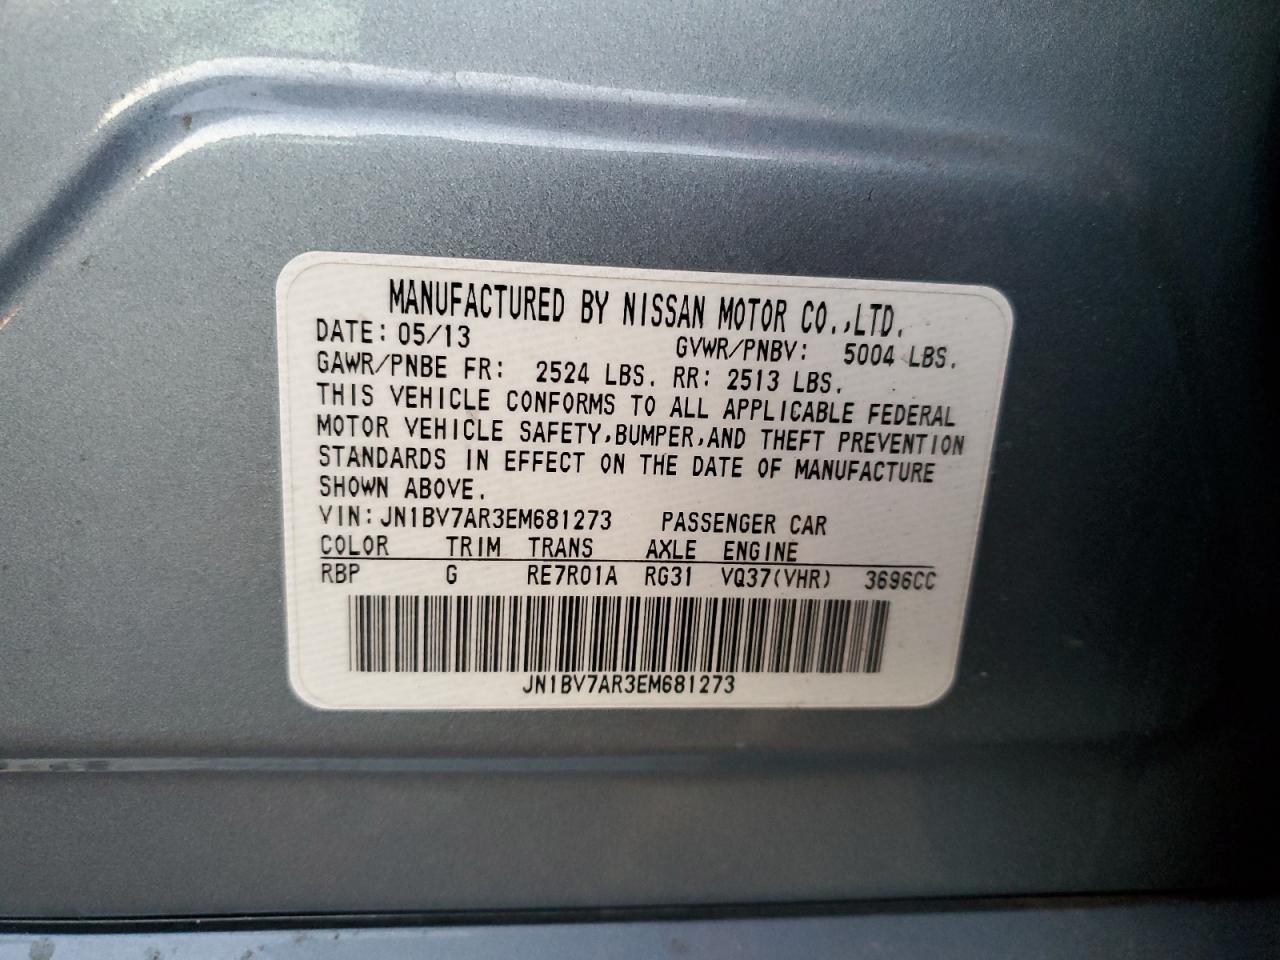 MANUFACTURED BY NISSAN MOTOR CO.,LTD.
DATE: 05/13 GVWR/PNBV: 5004 LBS.
GAWR/PNBE FR: 2524 LBS. RR: 2513 LBS.
THIS VEHICLE CONFORMS TO ALL APPLICABLE FEDERAL
MOTOR VEHICLE SAFETY,BUMPER,AND THEFT PREVENTION
STANDARDS IN EFFECT ON THE DATE OF MANUFACTURE
SHOWN ABOVE.
VIN: JN1BV7AR3EM681273 PASSENGER CAR
COLOR TRIM TRANS AXLE ENGINE
RBP G RE7R01A RG31 VQ37(VHR) 3696CC
JN1BV7AR3EM681273